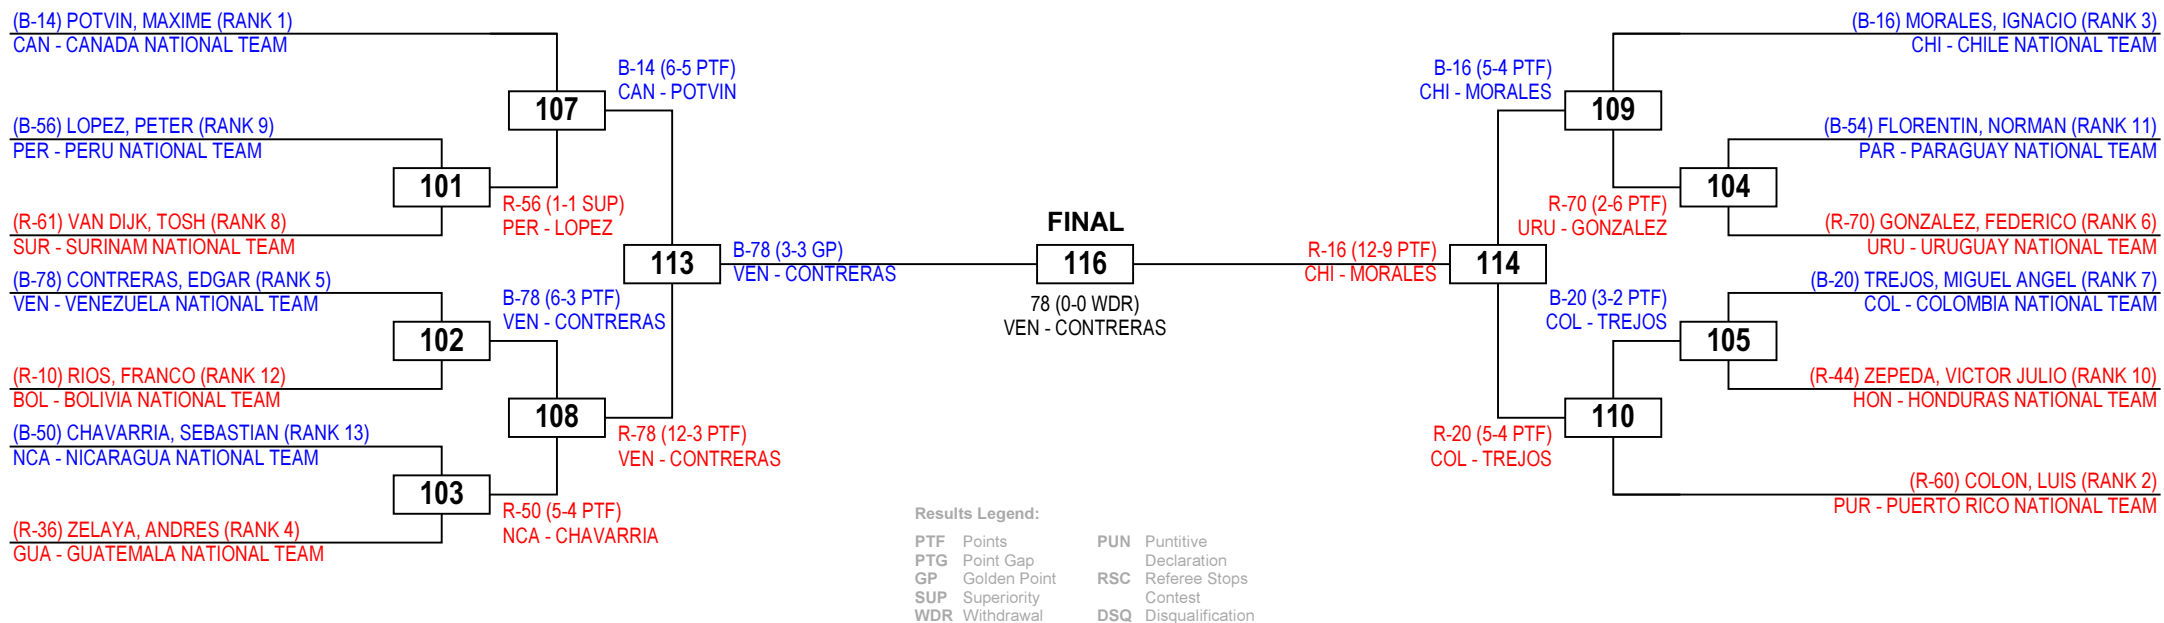 (B-14) POTVIN, MAXIME (RANK 1)
CAN - CANADA NATIONAL TEAM
(B-56) LOPEZ, PETER (RANK 9)
PER - PERU NATIONAL TEAM
(R-61) VAN DIJK, TOSH (RANK 8)
SUR - SURINAM NATIONAL TEAM
(B-78) CONTRERAS, EDGAR (RANK 5)
VEN - VENEZUELA NATIONAL TEAM
(R-10) RIOS, FRANCO (RANK 12)
BOL - BOLIVIA NATIONAL TEAM
(B-50) CHAVARRIA, SEBASTIAN (RANK 13)
NCA - NICARAGUA NATIONAL TEAM
(R-36) ZELAYA, ANDRES (RANK 4)
GUA - GUATEMALA NATIONAL TEAM
101
102
103
R-56 (1-1 SUP)
PER - LOPEZ
B-78 (6-3 PTF)
VEN - CONTRERAS
R-50 (5-4 PTF)
NCA - CHAVARRIA
107
108
B-14 (6-5 PTF)
CAN - POTVIN
R-78 (12-3 PTF)
VEN - CONTRERAS
113
B-78 (3-3 GP)
VEN - CONTRERAS
FINAL
116
78 (0-0 WDR)
VEN - CONTRERAS
R-16 (12-9 PTF)
CHI - MORALES
114
B-16 (5-4 PTF)
CHI - MORALES
R-20 (5-4 PTF)
COL - TREJOS
109
110
R-70 (2-6 PTF)
URU - GONZALEZ
B-20 (3-2 PTF)
COL - TREJOS
104
105
(B-16) MORALES, IGNACIO (RANK 3)
CHI - CHILE NATIONAL TEAM
(B-54) FLORENTIN, NORMAN (RANK 11)
PAR - PARAGUAY NATIONAL TEAM
(R-70) GONZALEZ, FEDERICO (RANK 6)
URU - URUGUAY NATIONAL TEAM
(B-20) TREJOS, MIGUEL ANGEL (RANK 7)
COL - COLOMBIA NATIONAL TEAM
(R-44) ZEPEDA, VICTOR JULIO (RANK 10)
HON - HONDURAS NATIONAL TEAM
(R-60) COLON, LUIS (RANK 2)
PUR - PUERTO RICO NATIONAL TEAM
Results Legend:
PTF Points
PTG Point Gap
GP Golden Point
SUP Superiority
WDR Withdrawal
PUN Puntitive
Declaration
RSC Referee Stops
Contest
DSQ Disqualification